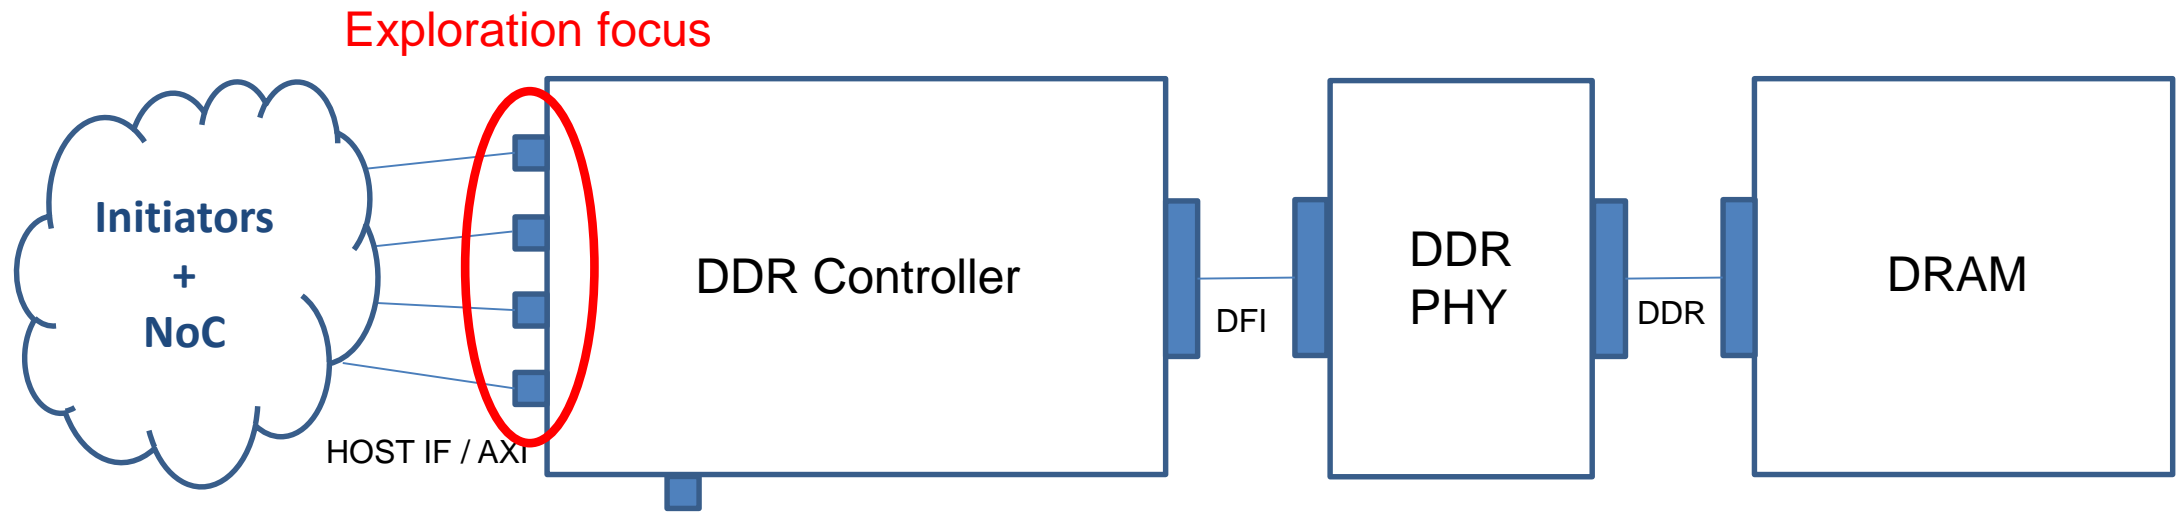 Exploration focus
Initiators
+
NoC
HOST IF / AXI
DDR Controller
DFI
DDR
PHY
DDR
DRAM